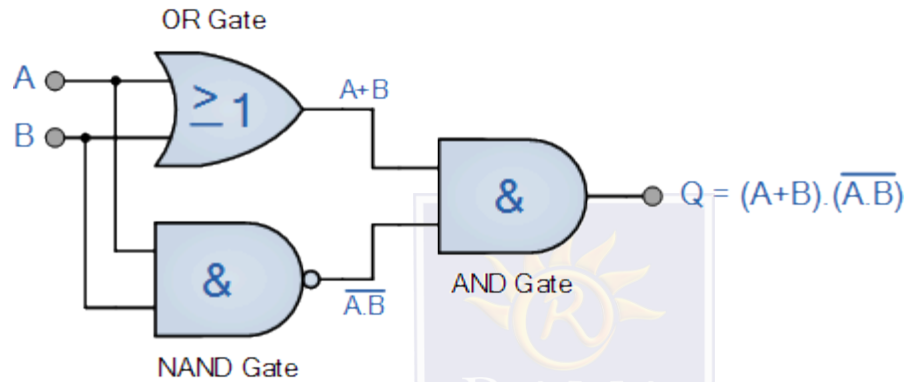 OR Gate
A
≥1
A+B
B
&
Q = (A+B).(A̅.̅B̅)
&
A̅.̅B̅
AND Gate
NAND Gate
R